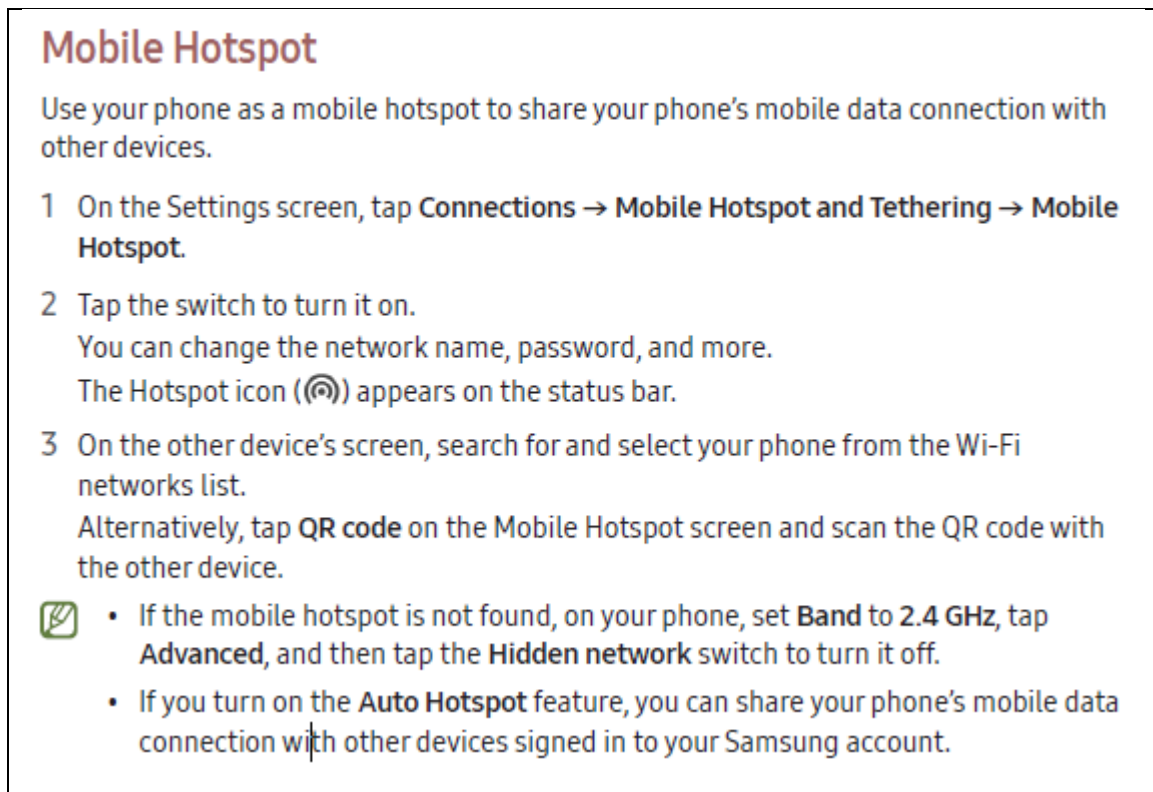 Mobile Hotspot
Use your phone as a mobile hotspot to share your phone's mobile data connection with
other devices.
1 On the Settings screen, tap Connections → Mobile Hotspot and Tethering → Mobile
Hotspot.
2 Tap the switch to turn it on.
You can change the network name, password, and more.
The Hotspot icon () appears on the status bar.
3 On the other device's screen, search for and select your phone from the Wi-Fi
networks list.
Alternatively, tap QR code on the Mobile Hotspot screen and scan the QR code with
the other device.
• If the mobile hotspot is not found, on your phone, set Band to 2.4 GHz, tap
Advanced, and then tap the Hidden network switch to turn it off.
• If you turn on the Auto Hotspot feature, you can share your phone's mobile data
connection with other devices signed in to your Samsung account.